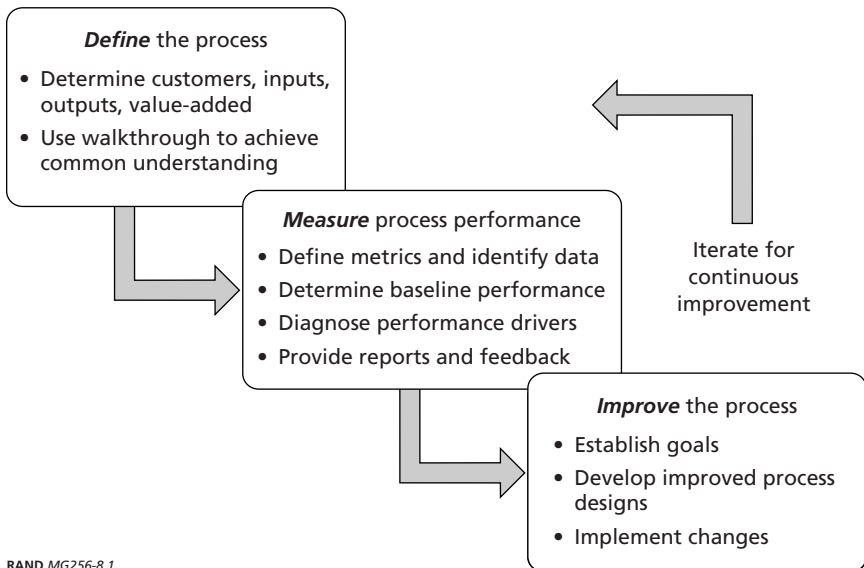 Define the process
• Determine customers, inputs,
outputs, value-added
• Use walkthrough to achieve
common understanding
Measure process performance
• Define metrics and identify data
• Determine baseline performance
• Diagnose performance drivers
• Provide reports and feedback
Iterate for
continuous
improvement
Improve the process
• Establish goals
• Develop improved process
designs
• Implement changes
RAND MG256-8.1